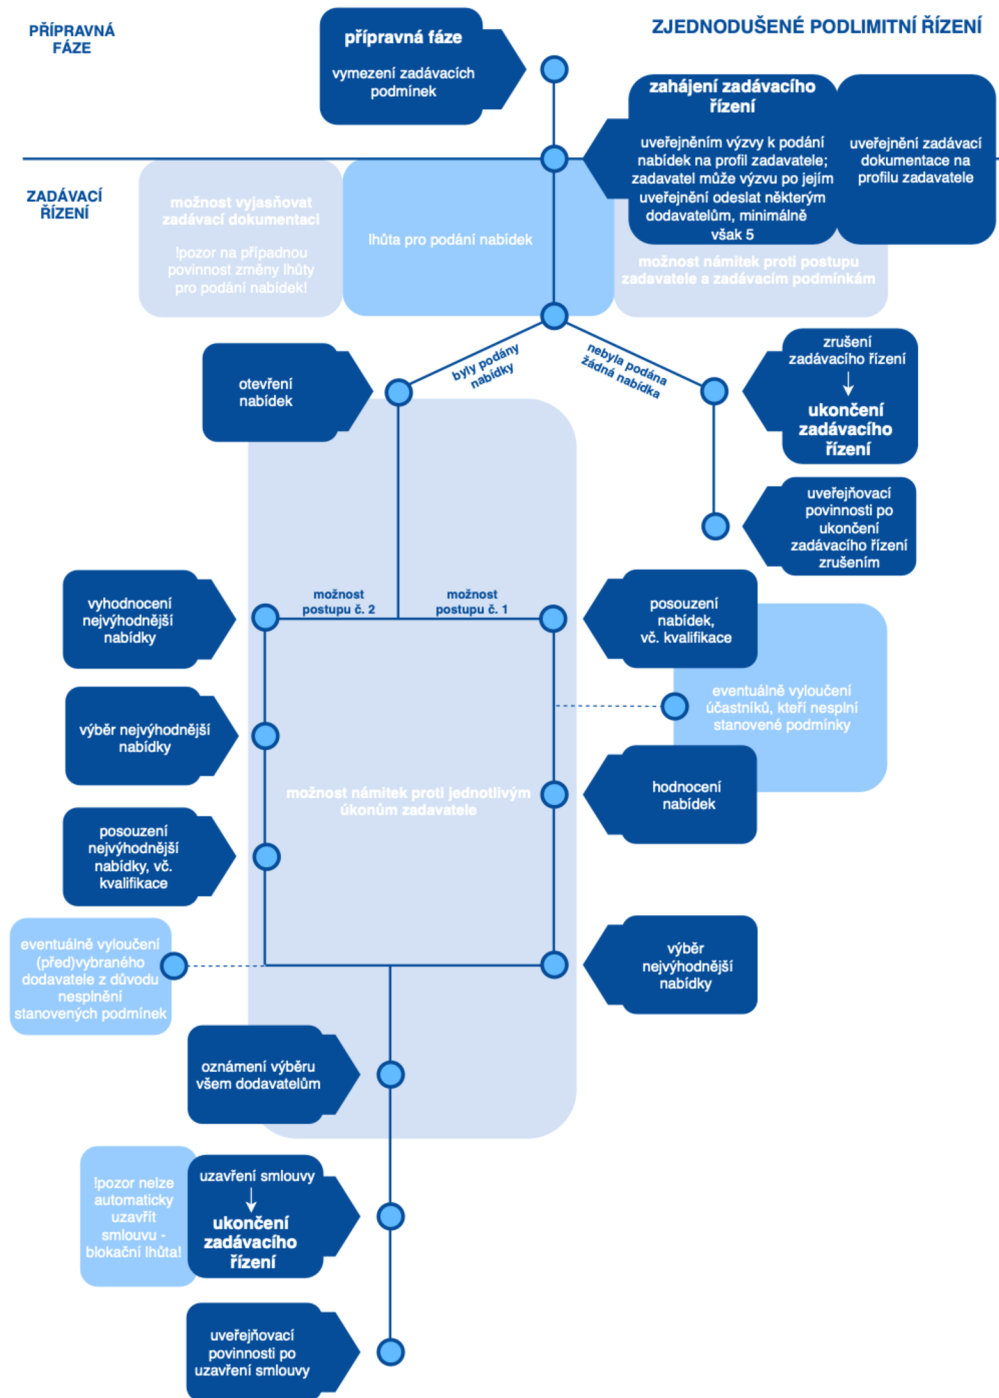 PŘÍPRAVNÁ
FÁZE
ZJEDNODUŠENÉ PODLIMITNÍ ŘÍZENÍ
přípravná fáze
vymezení zadávacích
podmínek
zahájení zadávacího
řízení
uveřejněním výzvy k podání
nabídek na profil zadavatele;
zadavatel může výzvu po jejím
uveřejnění odeslat některým
dodavatelům, minimálně
však 5
uveřejnění zadávací
dokumentace na
profilu zadavatele
ZADÁVACÍ
ŘÍZENÍ
možnost vyjasňovat
zadávací dokumentaci
!pozor na případnou
povinnost změny lhůty
pro podání nabídek!
lhůta pro podání nabídek
možnost námitek proti postupu
zadavatele a zadávacím podmínkám
byly podány
nabídky
nebyla podána
žádná nabídka
otevření
nabídek
zrušení
zadávacího řízení
ukončení
zadávacího
řízení
uveřejňovací
povinnosti po
ukončení
zadávacího řízení
zrušením
možnost
postupu č. 2
možnost
postupu č. 1
vyhodnocení
nejvýhodnější
nabídky
posouzení
nabídek,
vč. kvalifikace
výběr nejvýhodnější
nabídky
eventuálně vyloučení
účastníků, kteří nesplní
stanovené podmínky
možnost námitek proti jednotlivým
úkonům zadavatele
hodnocení
nabídek
posouzení
nejvýhodnější
nabídky, vč.
kvalifikace
eventuálně vyloučení
(před)vybraného
dodavatele z důvodu
nesplnění
stanovených podmínek
výběr
nejvýhodnější
nabídky
oznámení výběru
všem dodavatelům
!pozor nelze
automaticky
uzavřít
smlouvu -
blokační lhůta!
uzavření smlouvy
ukončení
zadávacího
řízení
uveřejňovací
povinnosti po
uzavření smlouvy